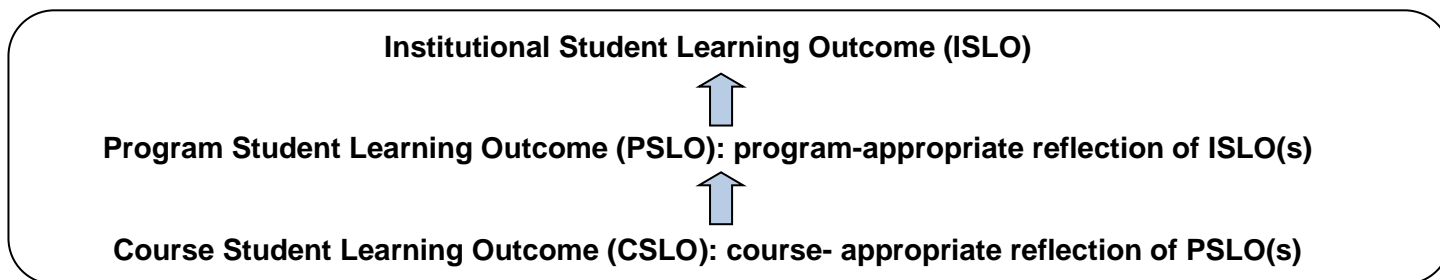 Institutional Student Learning Outcome (ISLO)
Program Student Learning Outcome (PSLO): program-appropriate reflection of ISLO(s)
Course Student Learning Outcome (CSLO): course- appropriate reflection of PSLO(s)